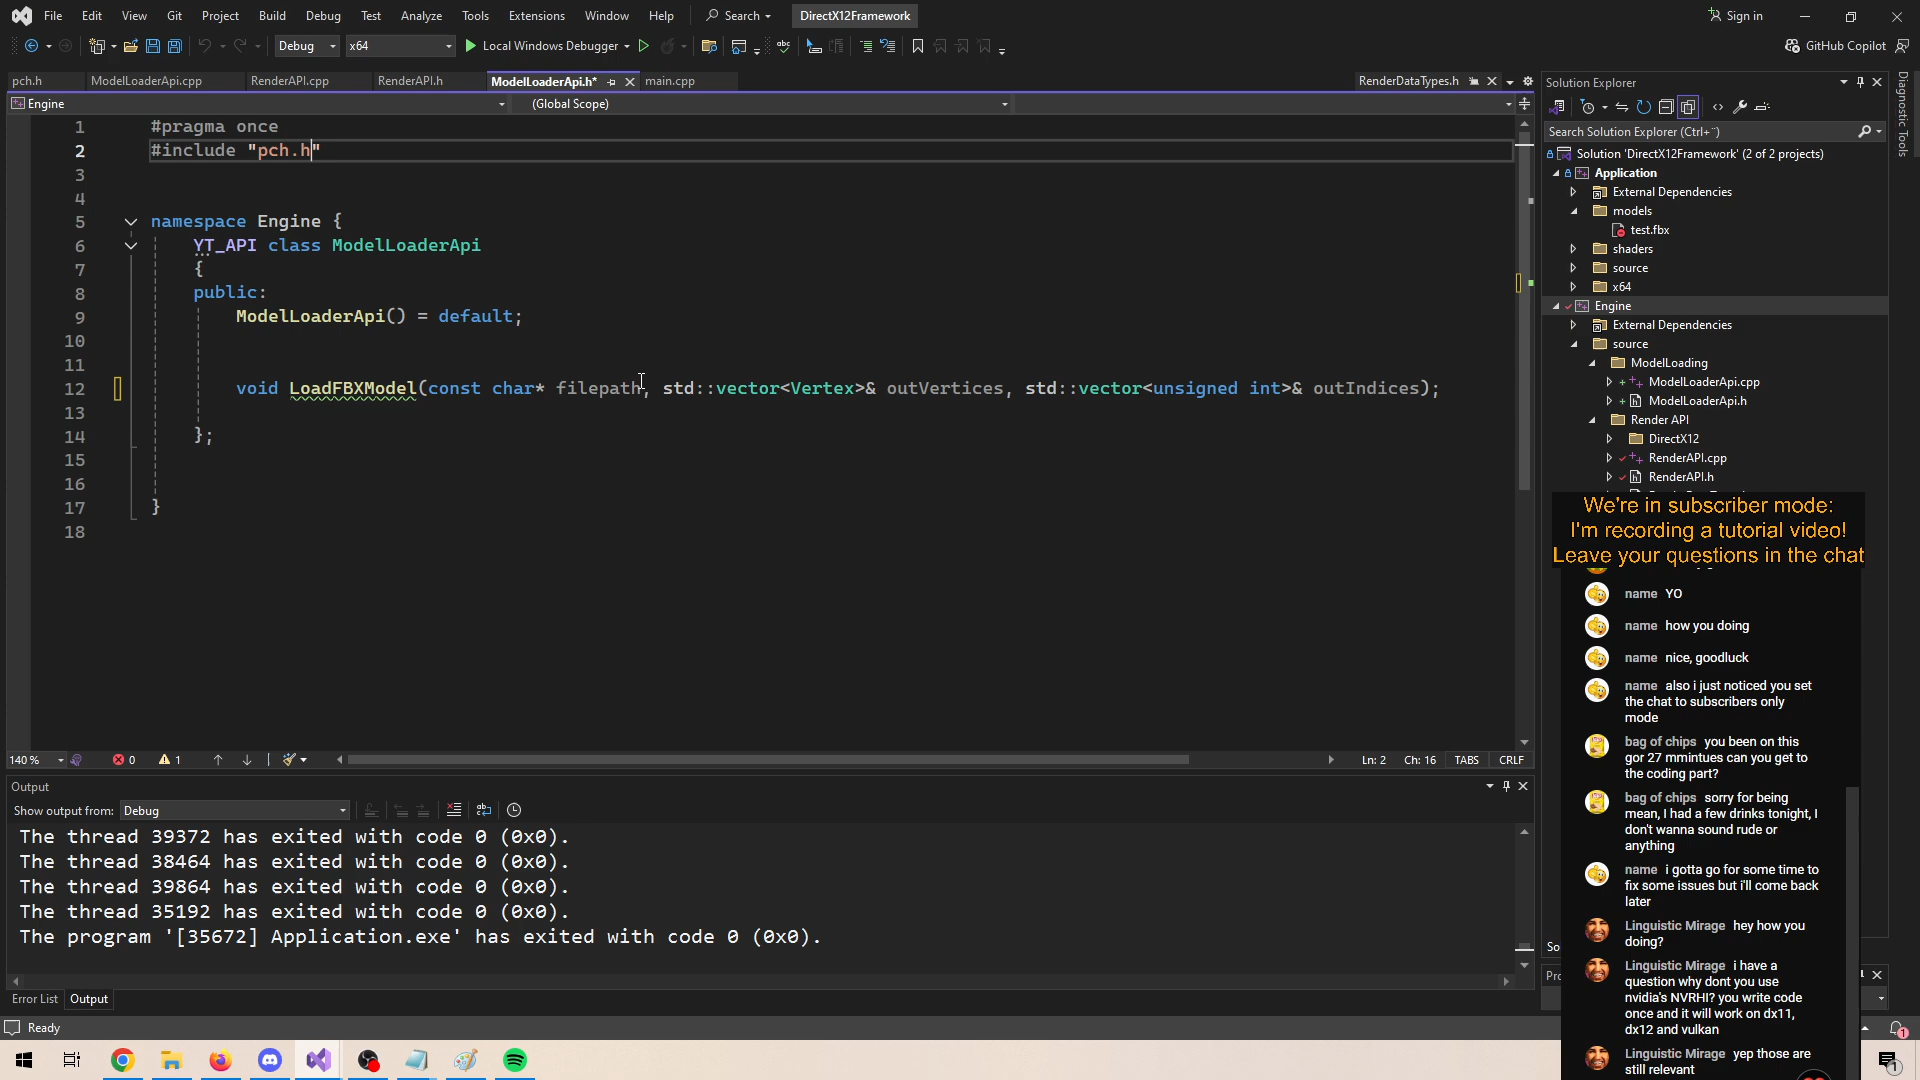 File Edit View Git Project Build Debug Test Analyze Tools Extensions Window Help Search DirectX12Framework Sign in
Debug x64 Local Windows Debugger GitHub Copilot
pch.h ModelLoaderApi.cpp RenderAPI.cpp RenderAPI.h ModelLoaderApi.h* main.cpp RenderDataTypes.h
Engine (Global Scope)
1 #pragma once
2 #include "pch.h"
3
4
5 namespace Engine {
6 YT_API class ModelLoaderApi
7 {
8 public:
9 ModelLoaderApi() = default;
10
11
12 void LoadFBXModel(const char* filepath, std::vector<Vertex>& outVertices, std::vector<unsigned int>& outIndices);
13
14 };
15
16
17 }
18
140 % 0 1 Ln: 2 Ch: 16 TABS CRLF
Output
Show output from: Debug
The thread 39372 has exited with code 0 (0x0).
The thread 38464 has exited with code 0 (0x0).
The thread 39864 has exited with code 0 (0x0).
The thread 35192 has exited with code 0 (0x0).
The program '[35672] Application.exe' has exited with code 0 (0x0).
Error List Output
Ready
Solution Explorer
Search Solution Explorer (Ctrl+¨)
Solution 'DirectX12Framework' (2 of 2 projects)
Application
External Dependencies
models
test.fbx
shaders
source
x64
Engine
External Dependencies
source
ModelLoading
ModelLoaderApi.cpp
ModelLoaderApi.h
Render API
DirectX12
RenderAPI.cpp
RenderAPI.h
Diagnostic Tools
We're in subscriber mode:
I'm recording a tutorial video!
Leave your questions in the chat
name YO
name how you doing
name nice, goodluck
name also i just noticed you set
the chat to subscribers only
mode
bag of chips you been on this
gor 27 mmintues can you get to
the coding part?
bag of chips sorry for being
mean, I had a few drinks tonight, I
don't wanna sound rude or
anything
name i gotta go for some time to
fix some issues but i'll come back
later
Linguistic Mirage hey how you
doing?
Linguistic Mirage i have a
question why dont you use
nvidia's NVRHI? you write code
once and it will work on dx11,
dx12 and vulkan
Linguistic Mirage yep those are
still relevant